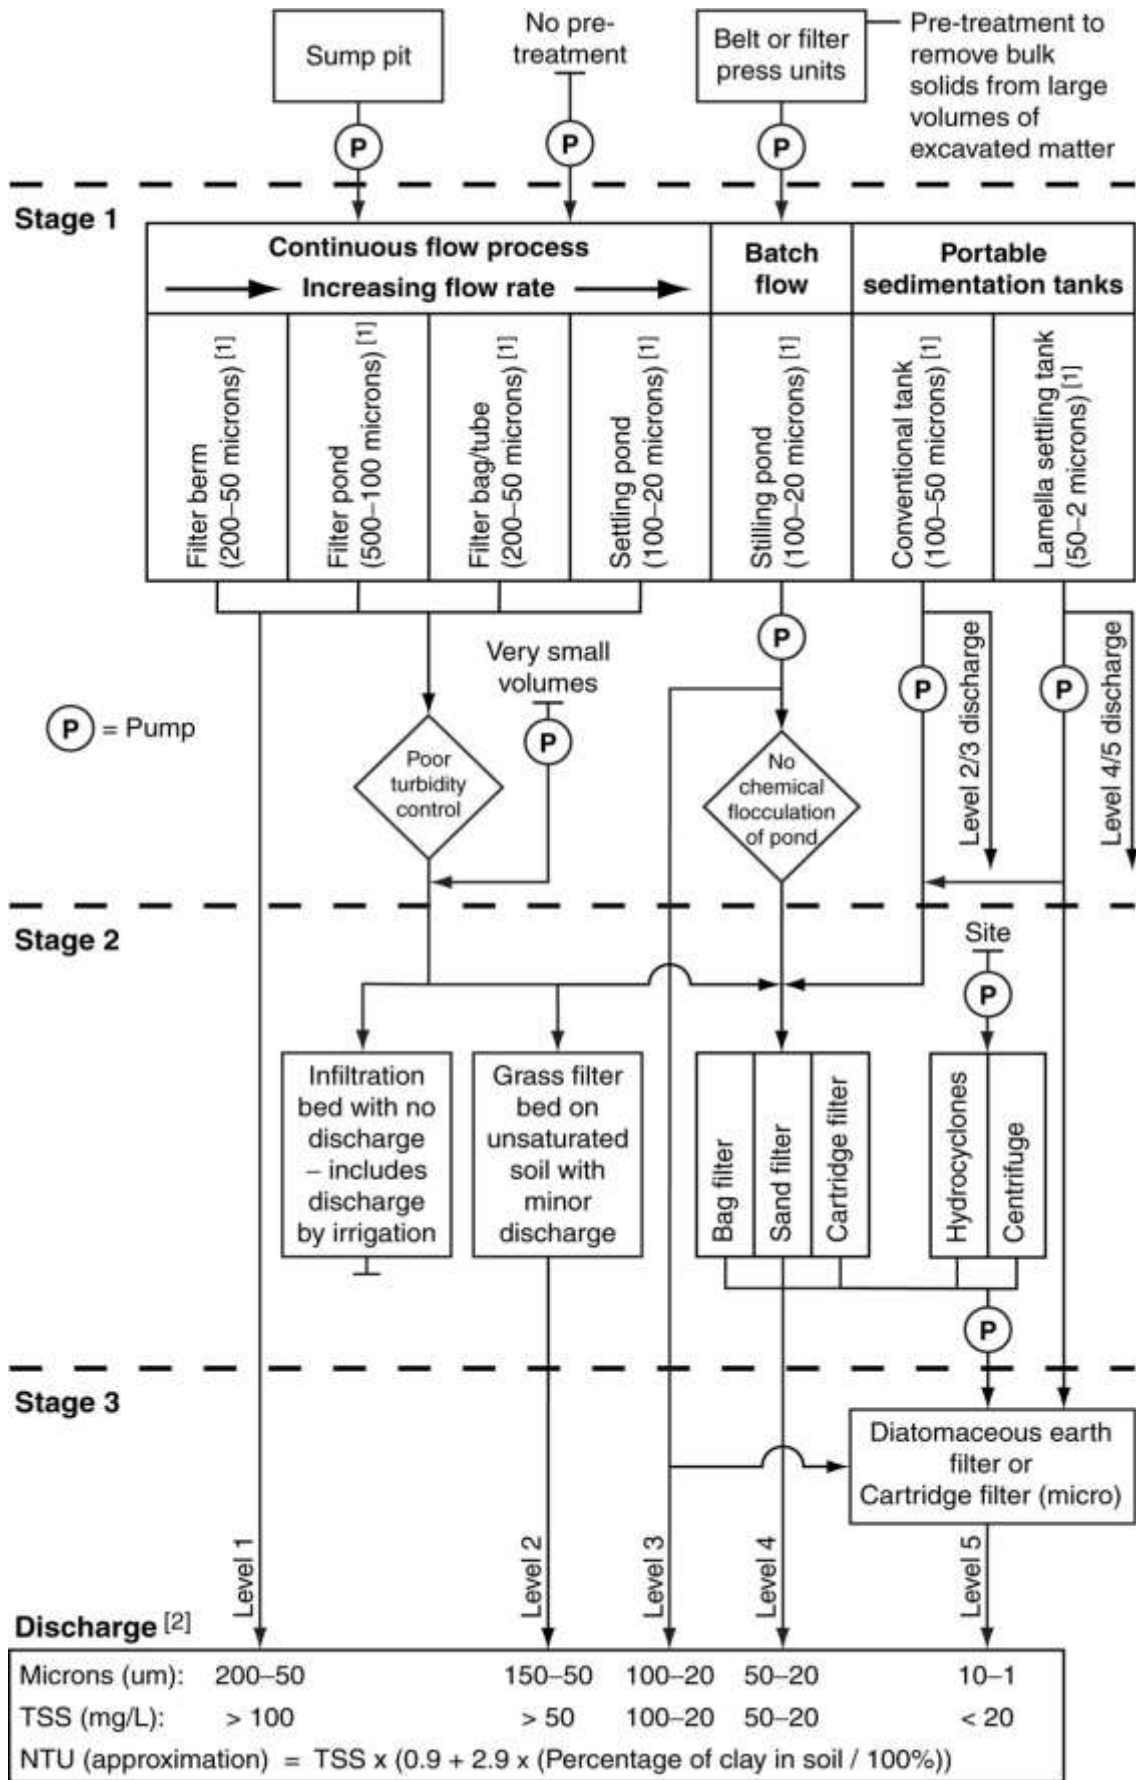 Sump pit
No pre-
treatment
Belt or filter
press units
Pre-treatment to
remove bulk
solids from large
volumes of
excavated matter
P
P
P
Stage 1
Continuous flow process
Increasing flow rate
Batch
flow
Portable
sedimentation tanks
Filter berm
(200–50 microns) [1]
Filter pond
(500–100 microns) [1]
Filter bag/tube
(200–50 microns) [1]
Settling pond
(100–20 microns) [1]
Stilling pond
(100–20 microns) [1]
Conventional tank
(100–50 microns) [1]
Lamella settling tank
(50–2 microns) [1]
P = Pump
Very small
volumes
P
P
P
P
Level 2/3 discharge
Level 4/5 discharge
Poor
turbidity
control
No
chemical
flocculation
of pond
Stage 2
Site
P
Infiltration
bed with no
discharge
– includes
discharge
by irrigation
Grass filter
bed on
unsaturated
soil with
minor
discharge
Bag filter
Sand filter
Cartridge filter
Hydrocyclones
Centrifuge
P
Stage 3
Diatomaceous earth
filter or
Cartridge filter (micro)
Level 1
Level 2
Level 3
Level 4
Level 5
Discharge [2]
Microns (um): 200–50 150–50 100–20 50–20 10–1
TSS (mg/L): > 100 > 50 100–20 50–20 < 20
NTU (approximation) = TSS x (0.9 + 2.9 x (Percentage of clay in soil / 100%))